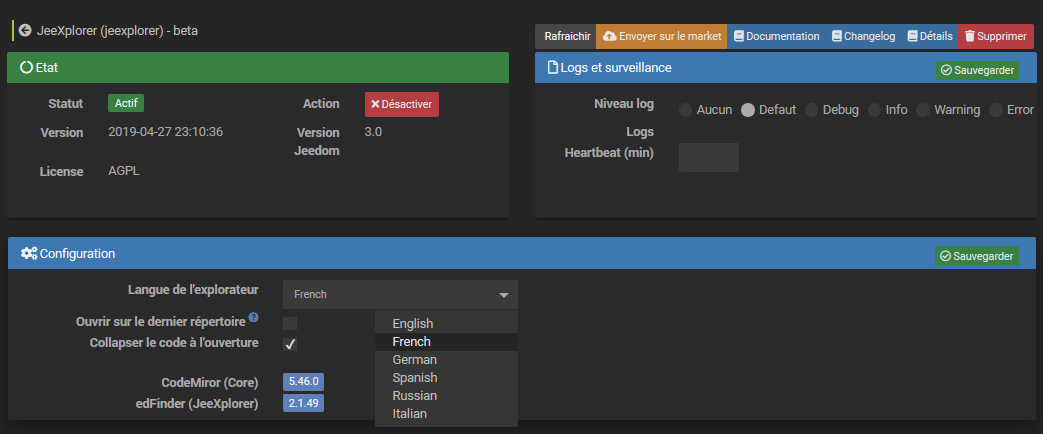 JeeXplorer (jeexplorer) - beta
Rafraichir Envoyer sur le market Documentation Changelog Détails Supprimer
Etat
Statut Actif Action Désactiver
Version 2019-04-27 23:10:36 Version Jeedom 3.0
License AGPL
Logs et surveillance Sauvegarder
Niveau log Aucun Defaut Debug Info Warning Error
Logs
Heartbeat (min)
Configuration Sauvegarder
Langue de l'explorateur French
Ouvrir sur le dernier répertoire
Collapser le code à l'ouverture
English
French
German
Spanish
Russian
Italian
CodeMiror (Core) 5.46.0
edFinder (JeeXplorer) 2.1.49